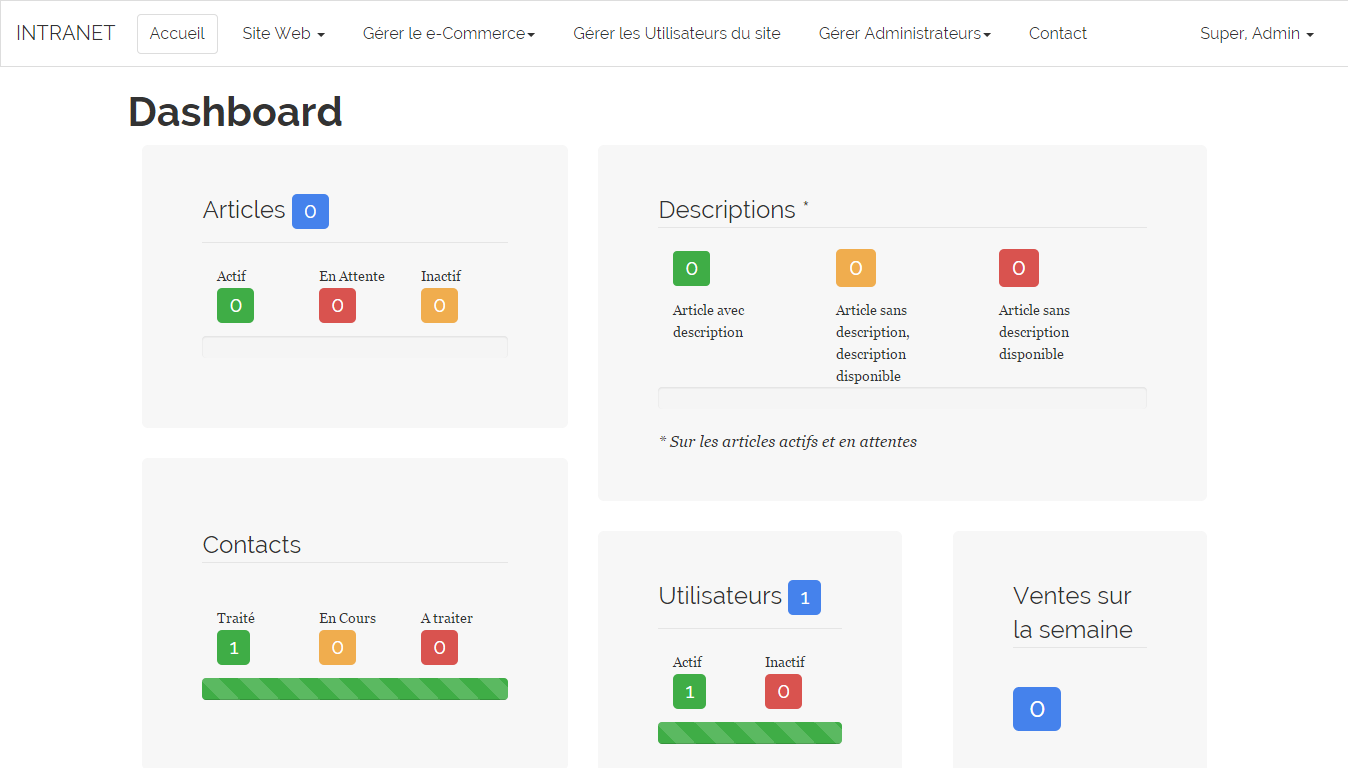 INTRANET Accueil Site Web Gérer le e-Commerce Gérer les Utilisateurs du site Gérer Administrateurs Contact Super, Admin
Dashboard
Articles 0
Actif En Attente Inactif
0 0 0
Descriptions *
0 0 0
Article avec
description
Article sans
description,
description
disponible
Article sans
description
disponible
* Sur les articles actifs et en attentes
Contacts
Traité En Cours A traiter
1 0 0
Utilisateurs 1
Actif Inactif
1 0
Ventes sur
la semaine
0